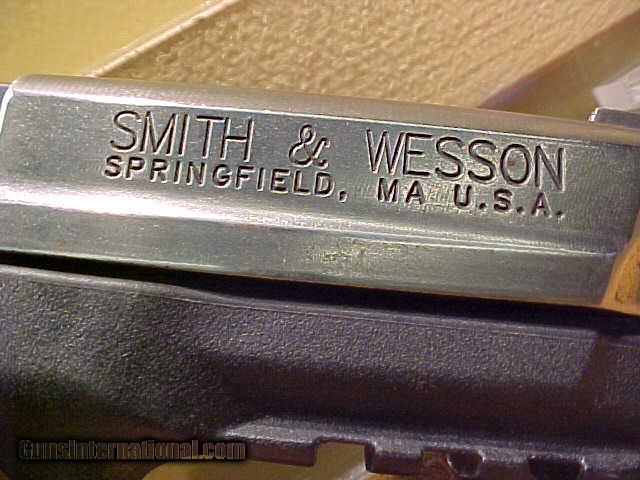 SMITH & WESSON
SPRINGFIELD, MA U.S.A.
GunsInternational.com